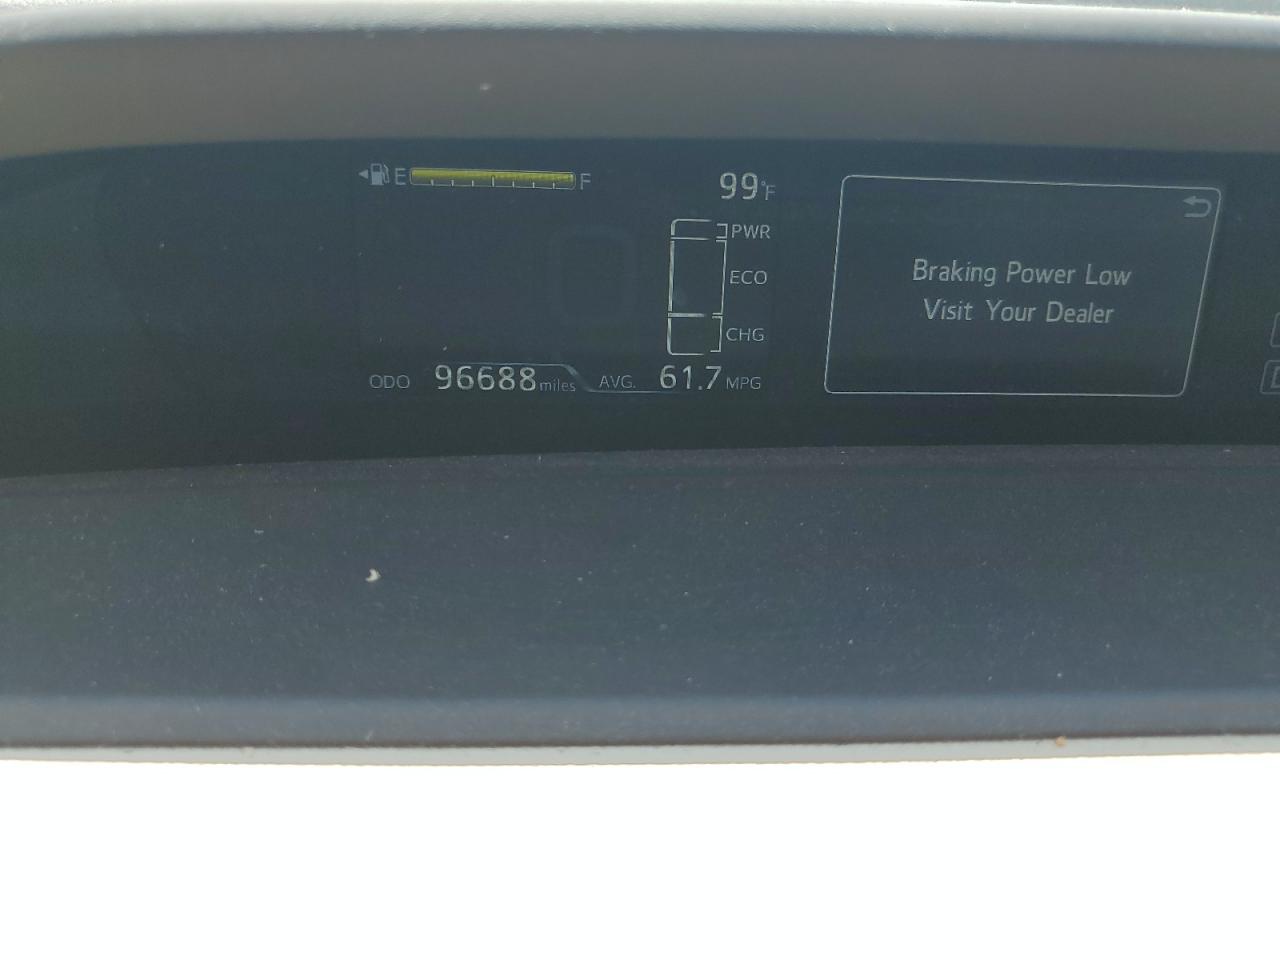 E F 99°F
PWR
ECO
CHG
ODO 96688 miles AVG. 61.7 MPG
Braking Power Low
Visit Your Dealer